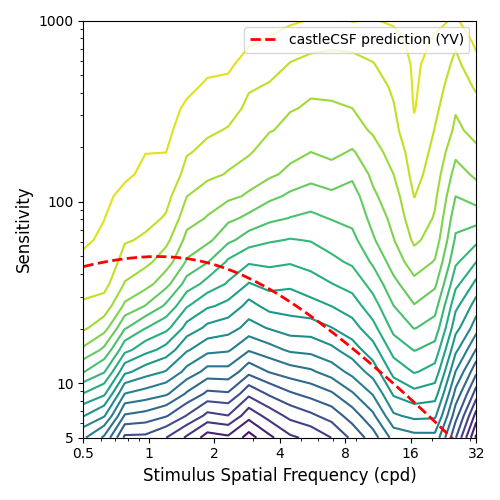 1000
castleCSF prediction (YV)
100
10
5
Sensitivity
0.5 1 2 4 8 16 32
Stimulus Spatial Frequency (cpd)